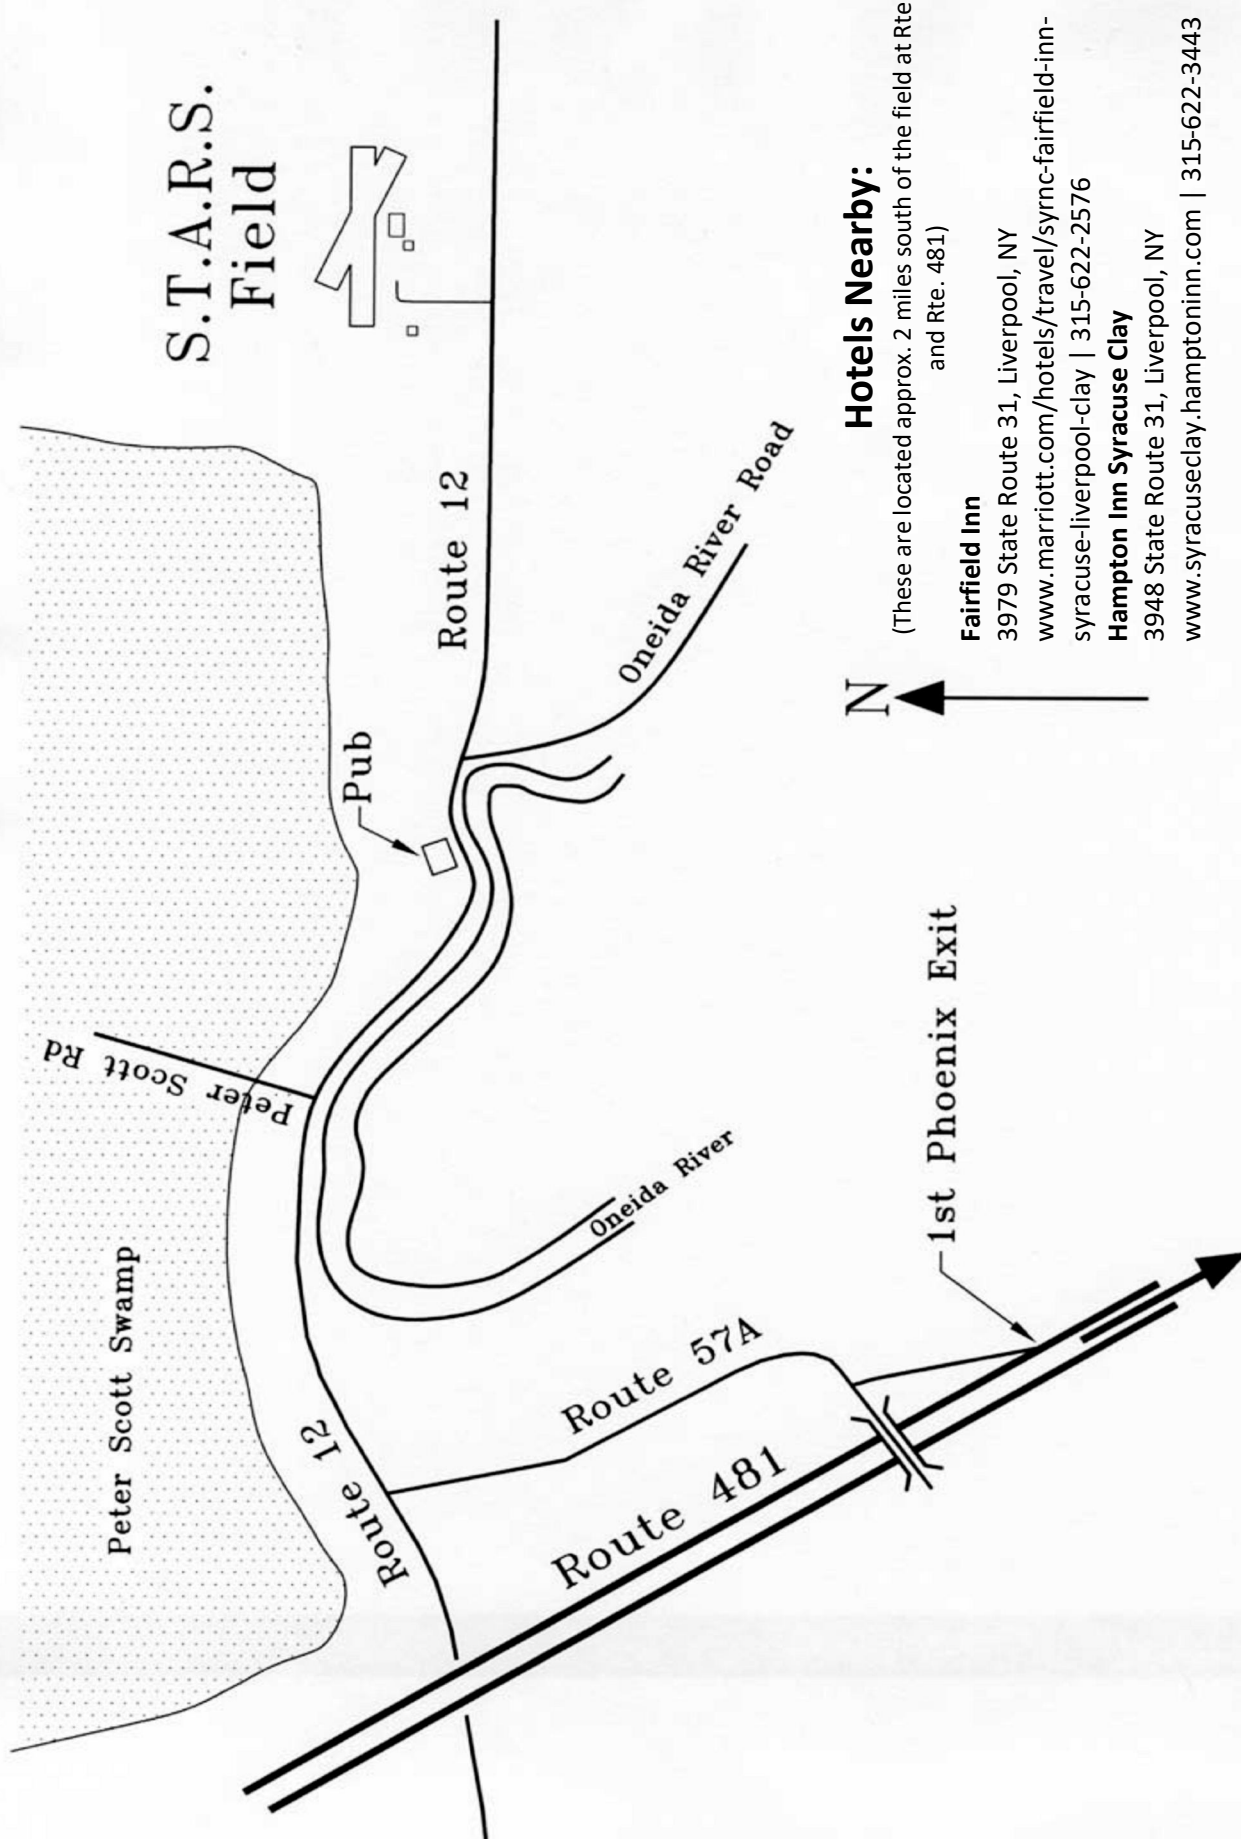 S.T.A.R.S.
Field
Peter Scott Swamp
Peter Scott Rd
Pub
Route 12
Route 12
Oneida River Road
Oneida River
Route 57A
Route 481
1st Phoenix Exit
N
Hotels Nearby:
(These are located approx. 2 miles south of the field at Rte
and Rte. 481)
Fairfield Inn
3979 State Route 31, Liverpool, NY
www.marriott.com/hotels/travel/syrnc-fairfield-inn-
syracuse-liverpool-clay | 315-622-2576
Hampton Inn Syracuse Clay
3948 State Route 31, Liverpool, NY
www.syracuseclay.hamptoninn.com | 315-622-3443